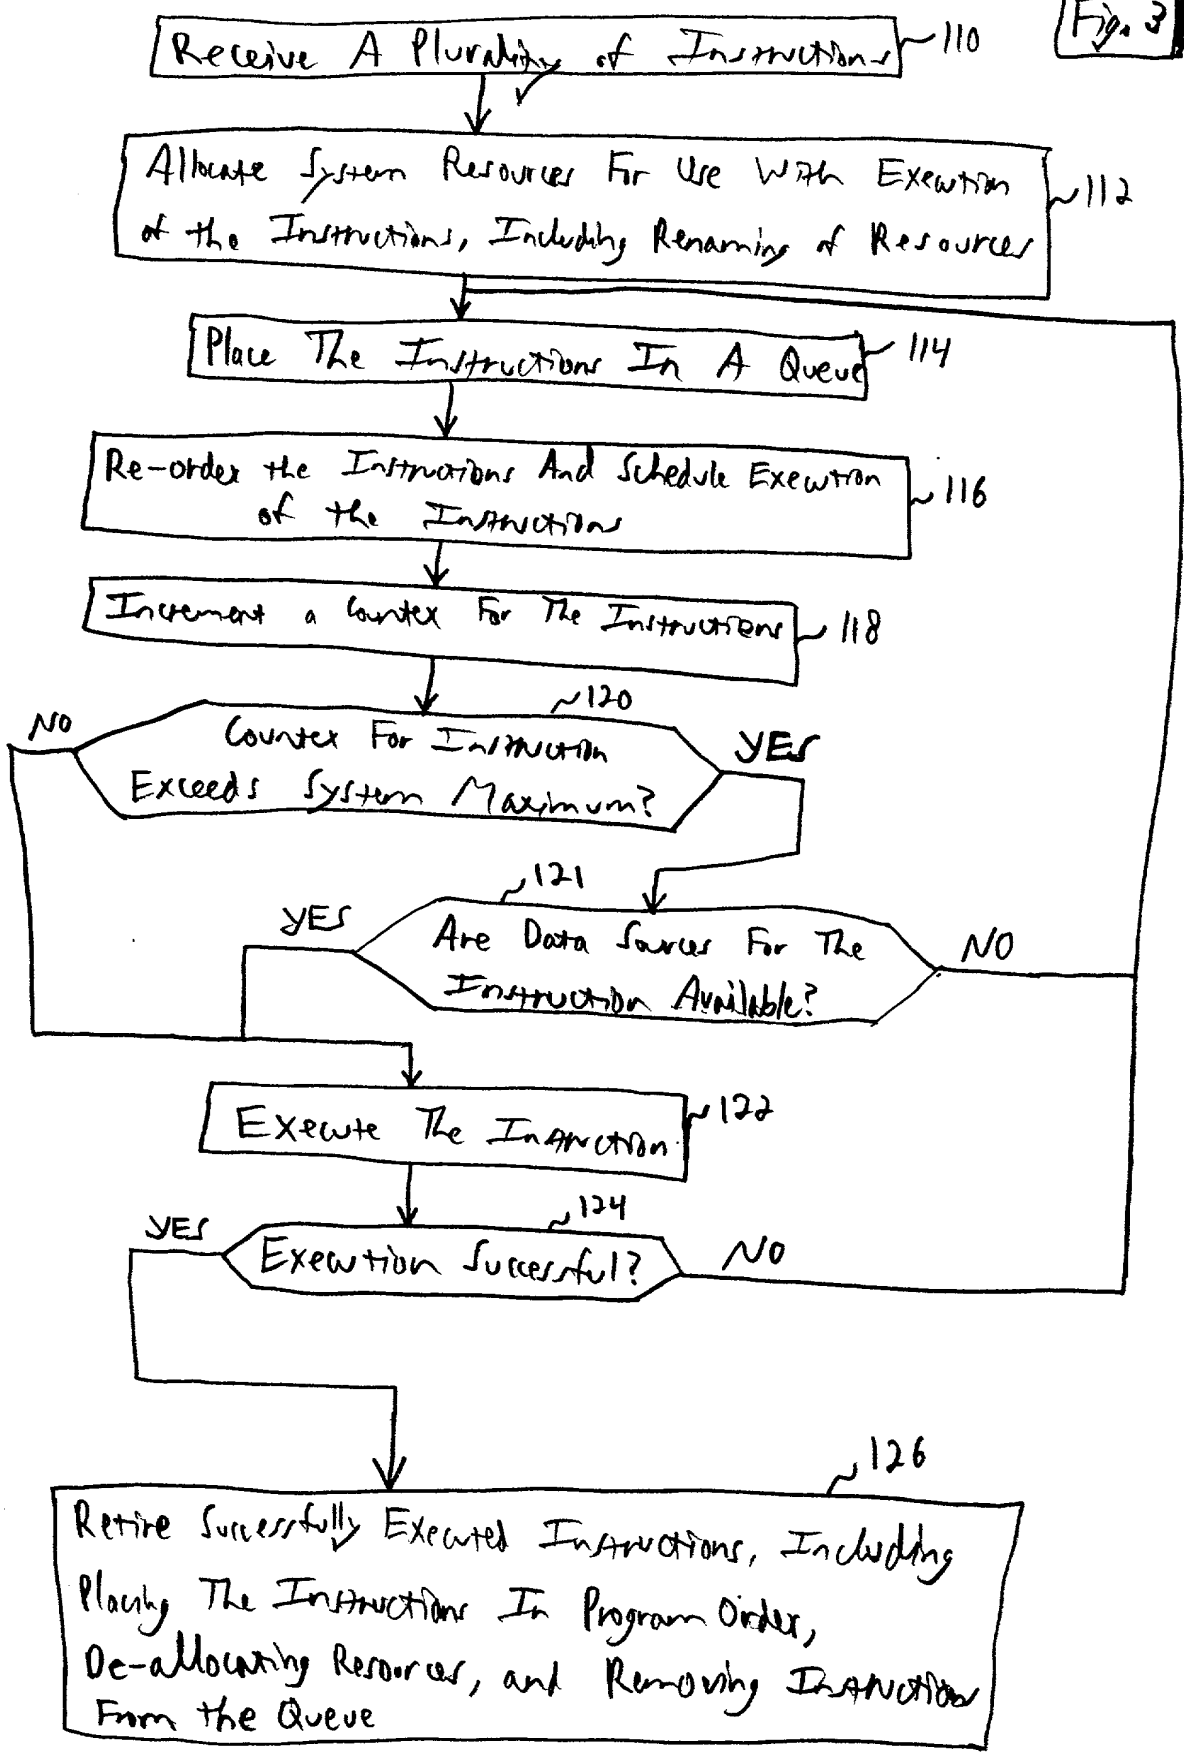 Fig. 3
Receive A Plurality of Instructions
110
Allocate System Resources For Use With Execution
of the Instructions, Including Renaming of Resources
112
Place The Instructions In A Queue
114
Re-order the Instructions And Schedule Execution
of the Instructions
116
Increment a Counter For The Instructions
118
120
NO
Counter For Instruction
Exceeds System Maximum?
YES
121
YES
Are Data Sources For The
Instruction Available?
NO
Execute The Instruction
122
124
YES
Execution Successful?
NO
126
Retire Successfully Executed Instructions, Including
Placing The Instructions In Program Order,
De-allocating Resources, and Removing Instructions
From the Queue